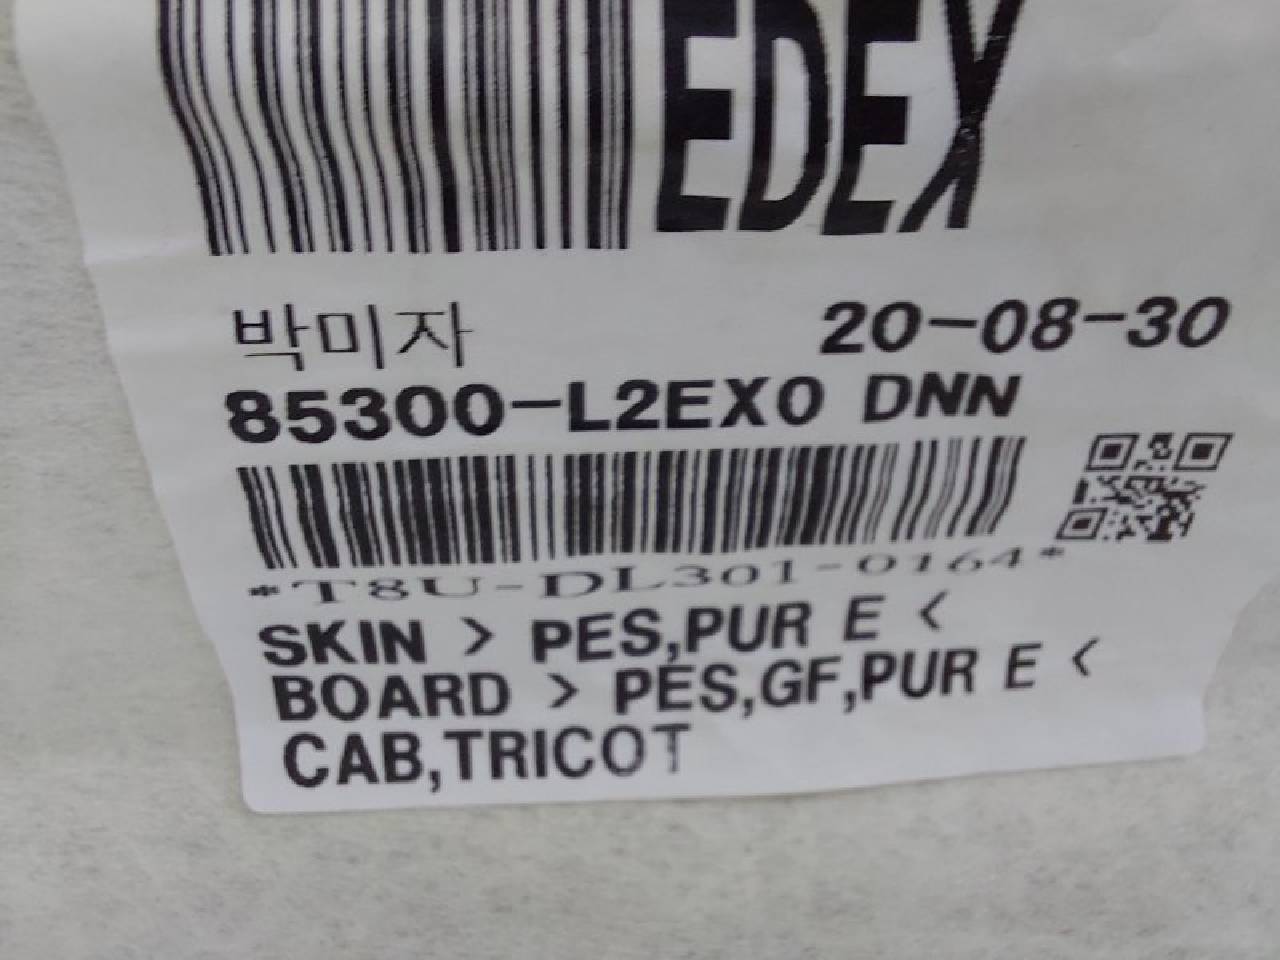 EDEX
박미자 20-08-30
85300-L2EX0 DNN
*T8U-DL301-0164*
SKIN > PES,PUR E <
BOARD > PES,GF,PUR E <
CAB,TRICOT